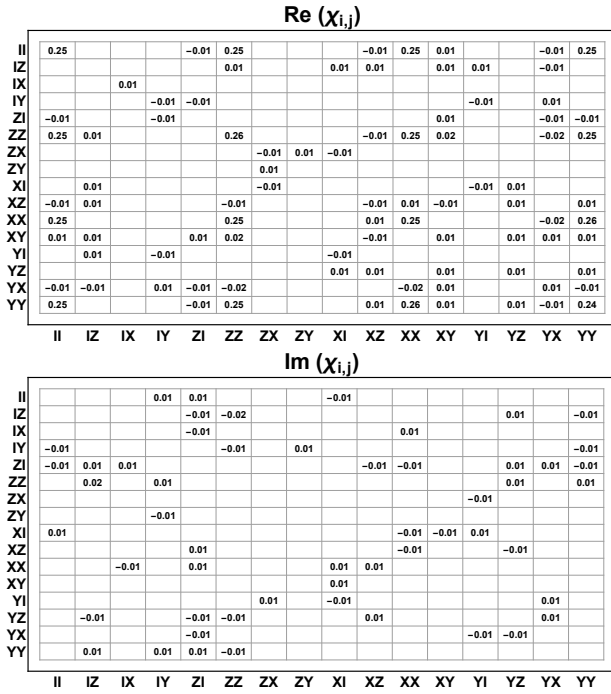 Re (χi,j)
II 0.25 −0.01 0.25 −0.01 0.25 0.01 −0.01 0.25
IZ 0.01 0.01 0.01 0.01 0.01 −0.01
IX 0.01
IY −0.01 −0.01 −0.01 0.01
ZI −0.01 −0.01 0.01 −0.01 −0.01
ZZ 0.25 0.01 0.26 −0.01 0.25 0.02 −0.02 0.25
ZX −0.01 0.01 −0.01
ZY 0.01
XI 0.01 −0.01 −0.01 0.01
XZ −0.01 0.01 −0.01 −0.01 0.01 −0.01 0.01 0.01
XX 0.25 0.25 0.01 0.25 −0.02 0.26
XY 0.01 0.01 0.01 0.02 −0.01 0.01 0.01 0.01 0.01
YI 0.01 −0.01 −0.01
YZ 0.01 0.01 0.01 0.01 0.01
YX −0.01 −0.01 0.01 −0.01 −0.02 −0.02 0.01 0.01 −0.01
YY 0.25 −0.01 0.25 0.01 0.26 0.01 0.01 −0.01 0.24
II IZ IX IY ZI ZZ ZX ZY XI XZ XX XY YI YZ YX YY
Im (χi,j)
II 0.01 0.01 −0.01
IZ −0.01 −0.02 0.01 −0.01
IX −0.01 0.01
IY −0.01 −0.01 0.01 −0.01
ZI −0.01 0.01 0.01 −0.01 −0.01 0.01 0.01 −0.01
ZZ 0.02 0.01 0.01 0.01
ZX −0.01
ZY −0.01
XI 0.01 −0.01 −0.01 0.01
XZ 0.01 −0.01 −0.01
XX −0.01 0.01 0.01 0.01
XY 0.01
YI 0.01 −0.01 0.01
YZ −0.01 −0.01 −0.01 0.01 0.01
YX −0.01 −0.01 −0.01
YY 0.01 0.01 0.01 −0.01
II IZ IX IY ZI ZZ ZX ZY XI XZ XX XY YI YZ YX YY